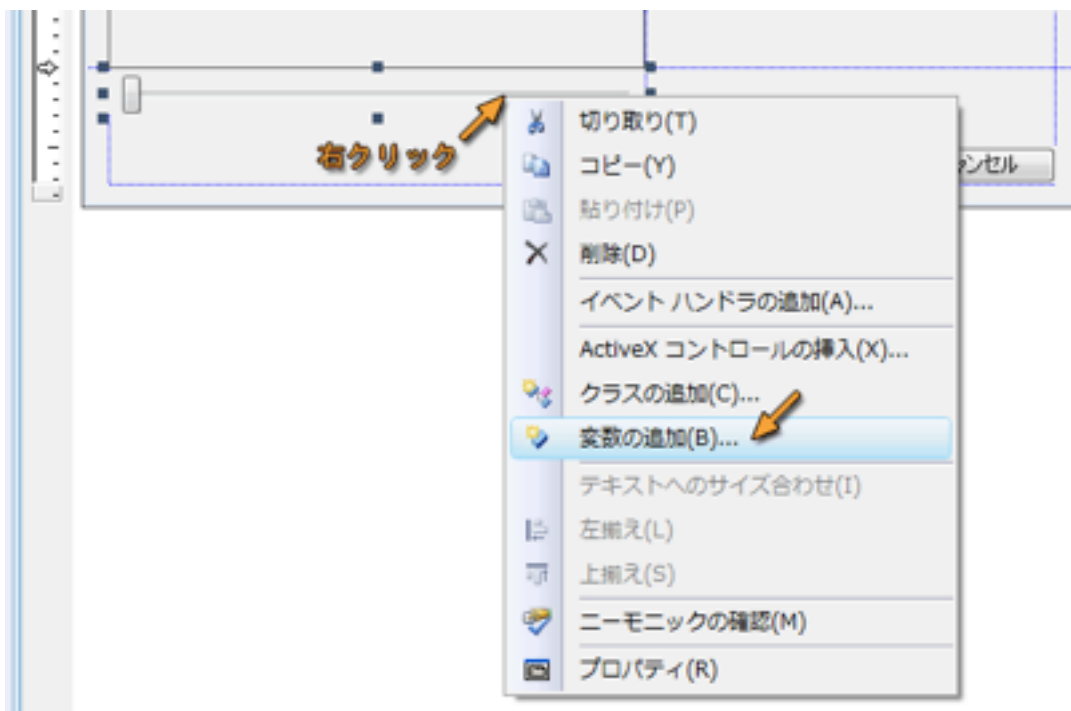 右クリック
切り取り(T)
コピー(Y)
ンセル
貼り付け(P)
削除(D)
イベント ハンドラの追加(A)...
ActiveX コントロールの挿入(X)...
クラスの追加(C)...
変数の追加(B)...
テキストへのサイズ合わせ(I)
左揃え(L)
上揃え(S)
ニーモニックの確認(M)
プロパティ(R)